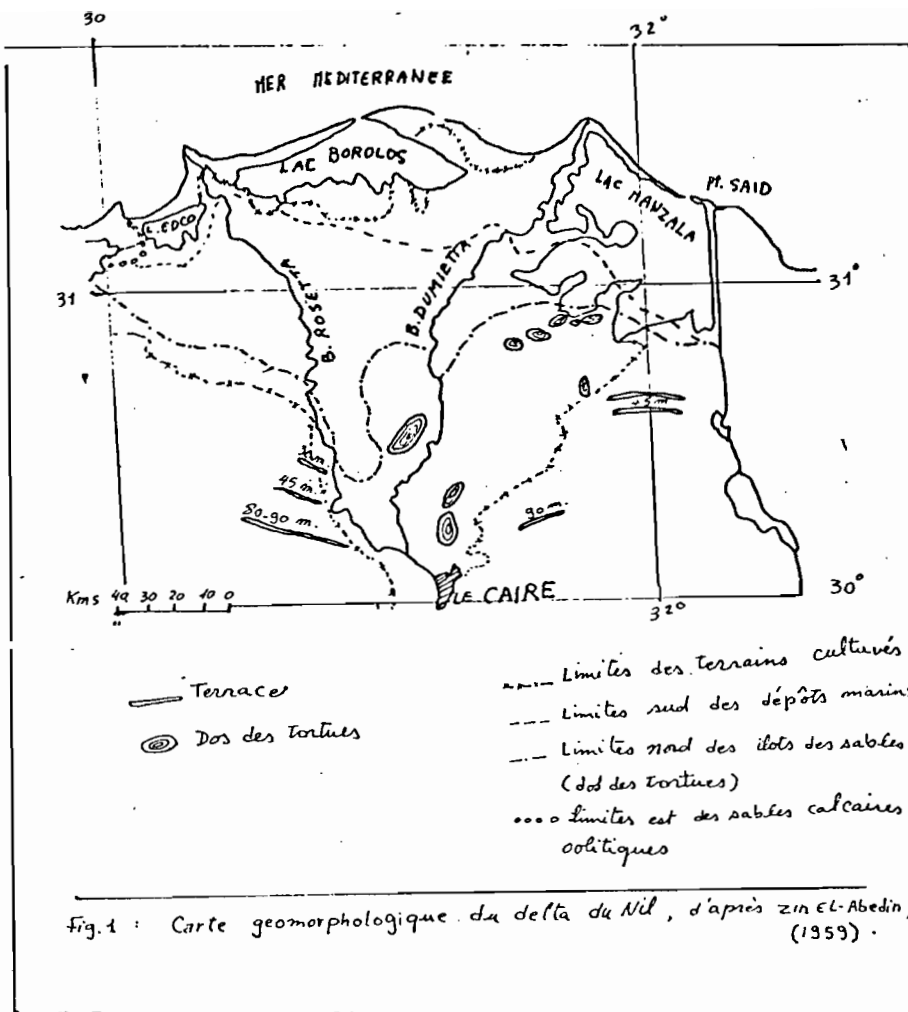 30
32°
MER MEDITERRANEE
LAC BOROLOS
LAC MANZALA
Pt. SAID
L. EDCO
31
31°
B. ROSETTA
B. DUMIETTA
45 m.
80-90 m.
90 m.
30°
Kms 40 30 20 10 0
LE CAIRE
32°
Terrace
Dos des tortues
Limites des terrains cultuvés
Limites sud des dépôts marins
Limites nord des ilots des sables
(dos des tortues)
limites est des sables calcaires
oolitiques
Fig. 1 : Carte geomorphologique du delta du Nil, d'après zin EL-Abedin,
(1959).